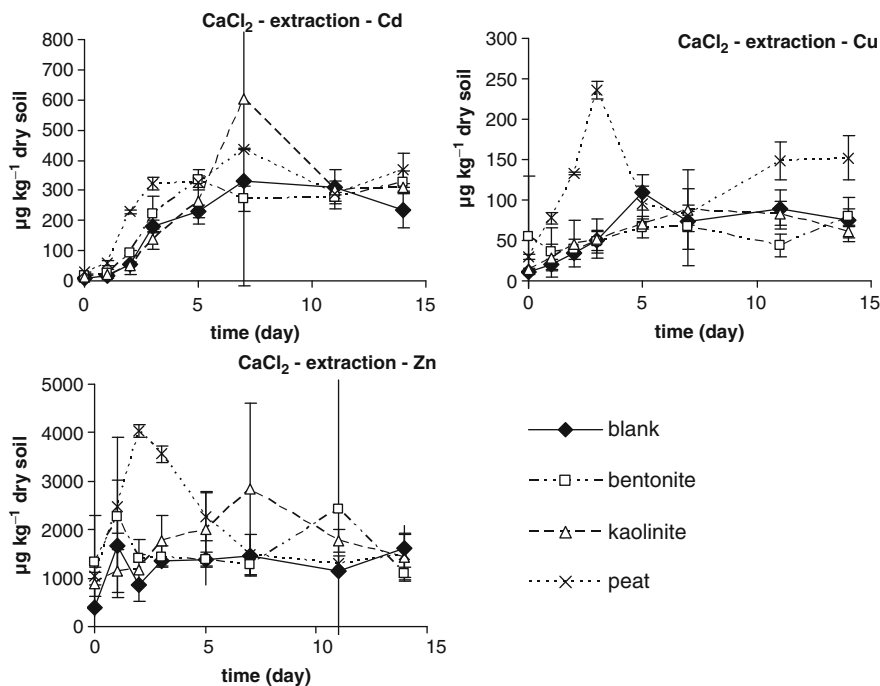 CaCl₂ - extraction - Cd
µg kg⁻¹ dry soil
800
700
600
500
400
300
200
100
0
0 5 10 15
time (day)
CaCl₂ - extraction - Cu
µg kg⁻¹ dry soil
300
250
200
150
100
50
0
0 5 10 15
time (day)
CaCl₂ - extraction - Zn
µg kg⁻¹ dry soil
5000
4000
3000
2000
1000
0
0 5 10 15
time (day)
blank
bentonite
kaolinite
peat